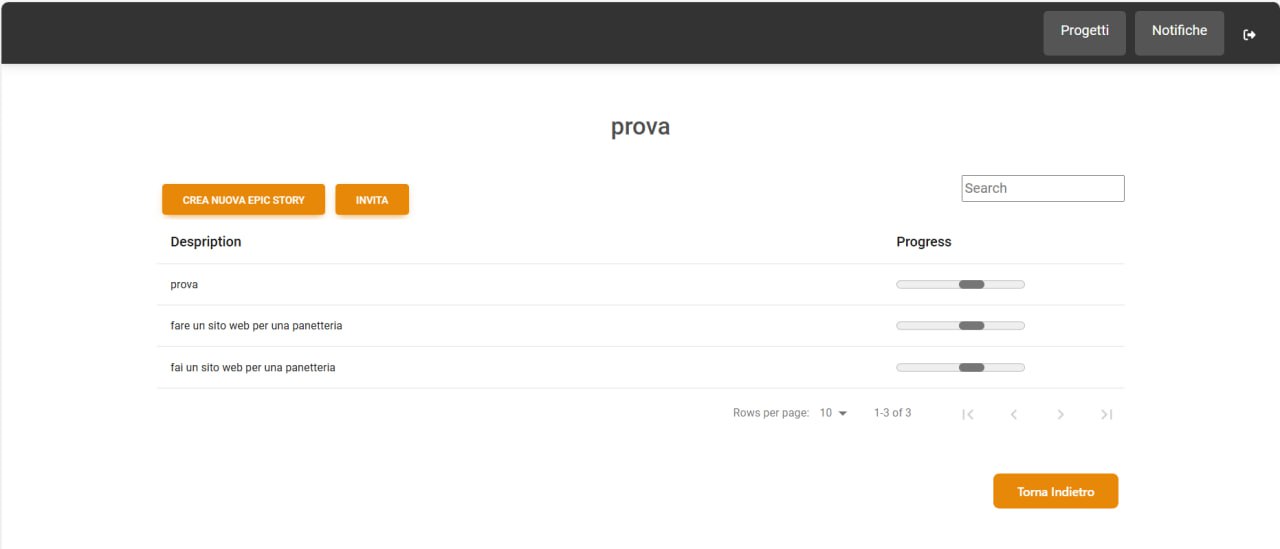 Progetti
Notifiche
prova
CREA NUOVA EPIC STORY
INVITA
Search
Despription
Progress
prova
fare un sito web per una panetteria
fai un sito web per una panetteria
Rows per page: 10
1-3 of 3
Torna Indietro